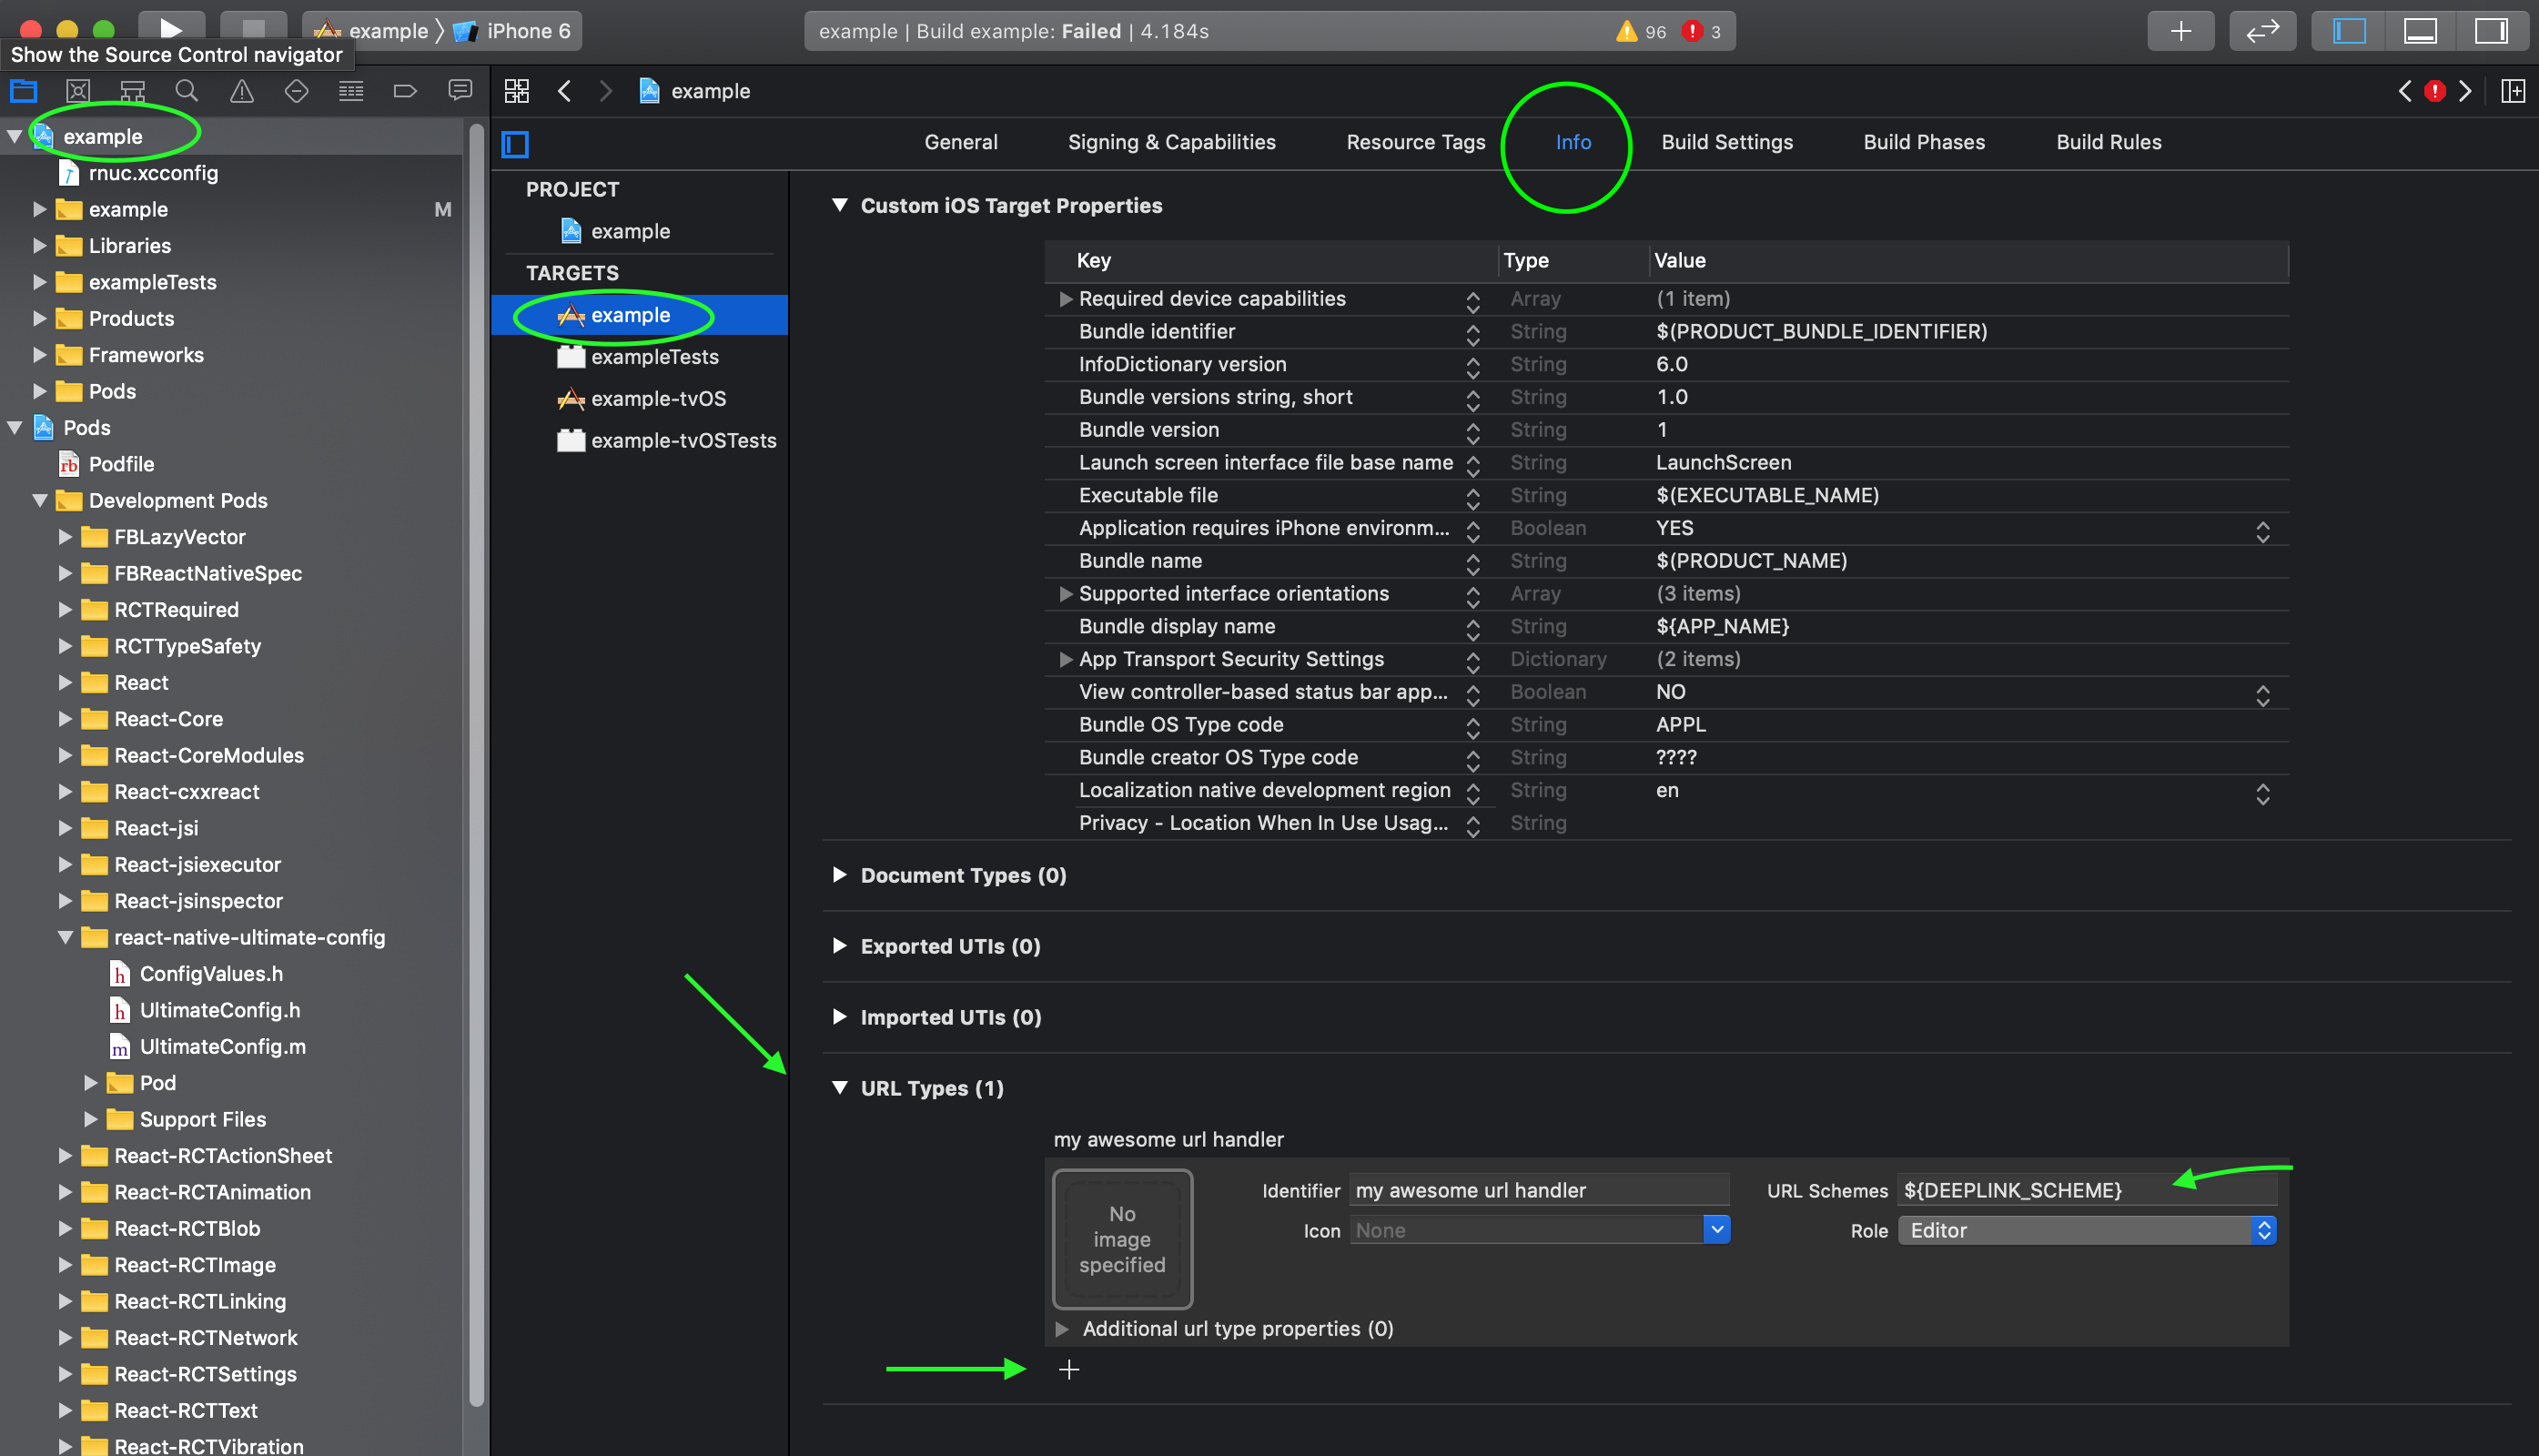 example
iPhone 6
example | Build example: Failed | 4.184s
96
3
Show the Source Control navigator
example
example
rnuc.xcconfig
example
M
Libraries
exampleTests
Products
Frameworks
Pods
Pods
rb
Podfile
Development Pods
FBLazyVector
FBReactNativeSpec
RCTRequired
RCTTypeSafety
React
React-Core
React-CoreModules
React-cxxreact
React-jsi
React-jsiexecutor
React-jsinspector
react-native-ultimate-config
h
ConfigValues.h
h
UltimateConfig.h
m
UltimateConfig.m
Pod
Support Files
React-RCTActionSheet
React-RCTAnimation
React-RCTBlob
React-RCTImage
React-RCTLinking
React-RCTNetwork
React-RCTSettings
React-RCTText
React-RCTVibration
General Signing & Capabilities Resource Tags Info Build Settings Build Phases Build Rules
PROJECT
example
TARGETS
example
exampleTests
example-tvOS
example-tvOSTests
Custom iOS Target Properties
Key Type Value
Required device capabilities Array (1 item)
Bundle identifier String $(PRODUCT_BUNDLE_IDENTIFIER)
InfoDictionary version String 6.0
Bundle versions string, short String 1.0
Bundle version String 1
Launch screen interface file base name String LaunchScreen
Executable file String $(EXECUTABLE_NAME)
Application requires iPhone environm... Boolean YES
Bundle name String $(PRODUCT_NAME)
Supported interface orientations Array (3 items)
Bundle display name String ${APP_NAME}
App Transport Security Settings Dictionary (2 items)
View controller-based status bar app... Boolean NO
Bundle OS Type code String APPL
Bundle creator OS Type code String ????
Localization native development region String en
Privacy - Location When In Use Usag... String
Document Types (0)
Exported UTIs (0)
Imported UTIs (0)
URL Types (1)
my awesome url handler
No
image
specified
Identifier my awesome url handler
URL Schemes ${DEEPLINK_SCHEME}
Icon None
Role Editor
Additional url type properties (0)